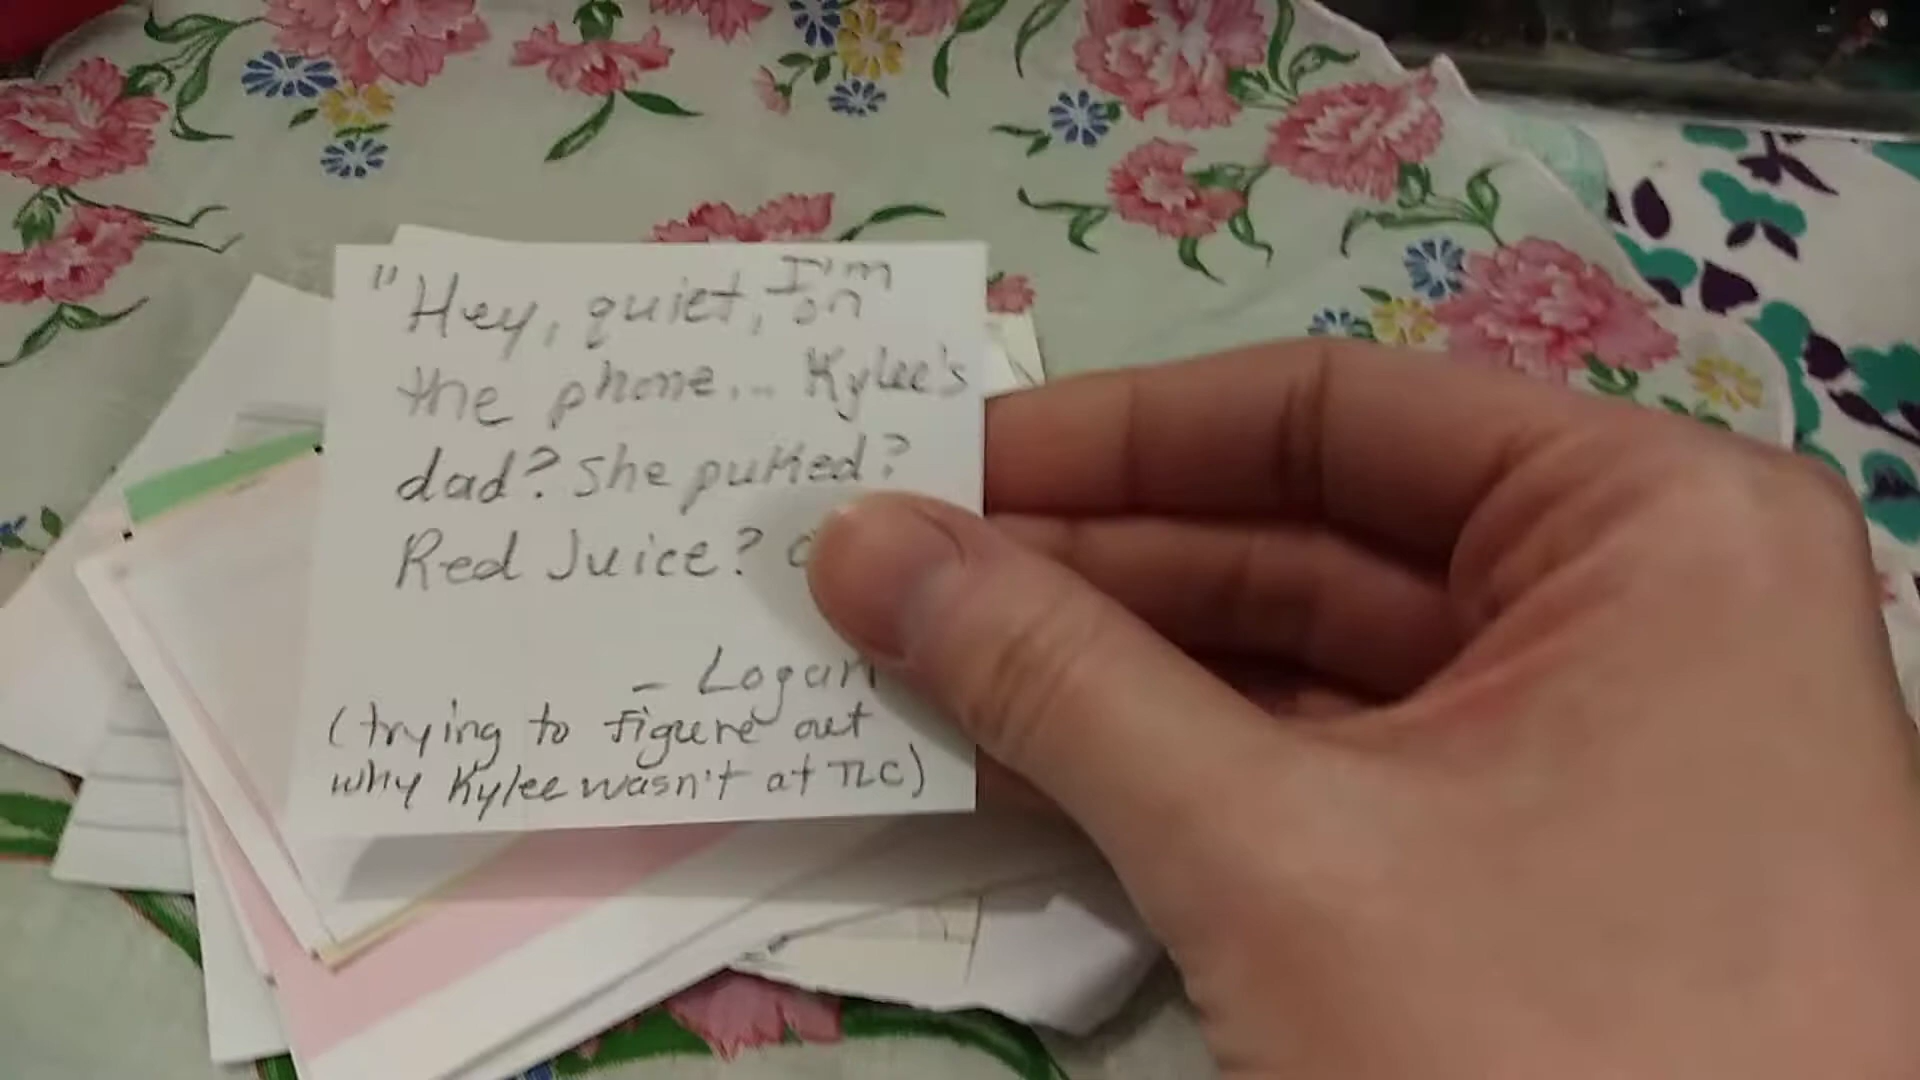 "Hey, quiet, I'm on
the phone... Kylee's
dad? She puked?
Red Juice?
- Logan
(trying to figure out
why Kylee wasn't at TLC)